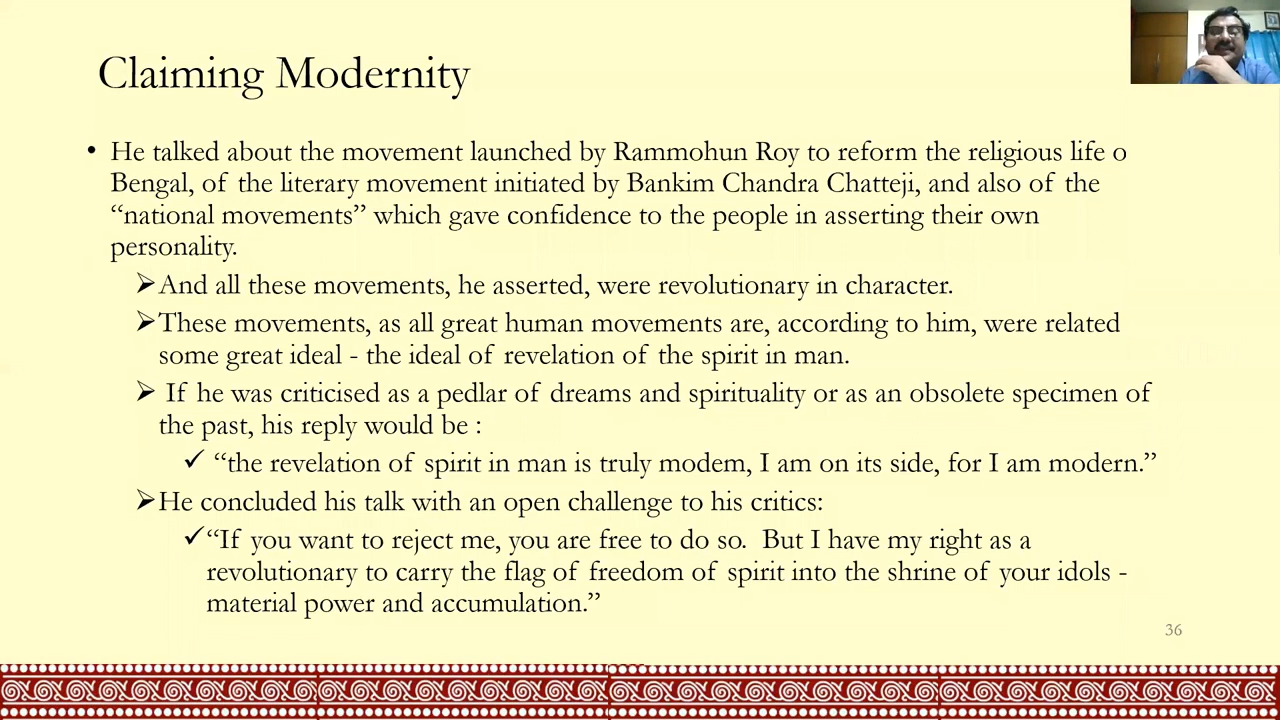 Claiming Modernity
• He talked about the movement launched by Rammohun Roy to reform the religious life o
Bengal, of the literary movement initiated by Bankim Chandra Chatteji, and also of the
“national movements” which gave confidence to the people in asserting their own
personality.
➢And all these movements, he asserted, were revolutionary in character.
➢These movements, as all great human movements are, according to him, were related
some great ideal - the ideal of revelation of the spirit in man.
➢ If he was criticised as a pedlar of dreams and spirituality or as an obsolete specimen of
the past, his reply would be :
✓ “the revelation of spirit in man is truly modem, I am on its side, for I am modern.”
➢He concluded his talk with an open challenge to his critics:
✓“If you want to reject me, you are free to do so. But I have my right as a
revolutionary to carry the flag of freedom of spirit into the shrine of your idols -
material power and accumulation.”
36